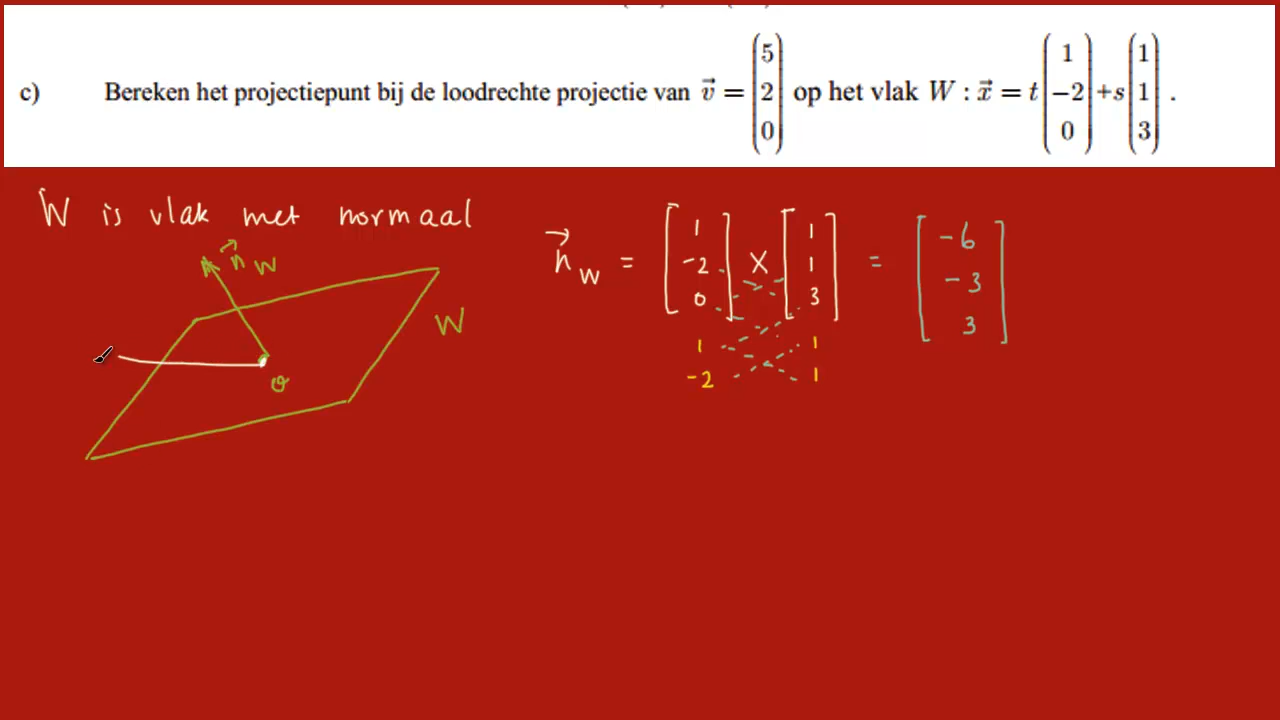 c) Bereken het projectiepunt bij de loodrechte projectie van v⃗ = (5 2 0) op het vlak W : x⃗ = t (1 −2 0) + s (1 1 3) .
W is vlak met normaal
n⃗ W
W
n⃗ W = [1 -2 0] × [1 1 3] = [-6 -3 3]
1 1
-2 1